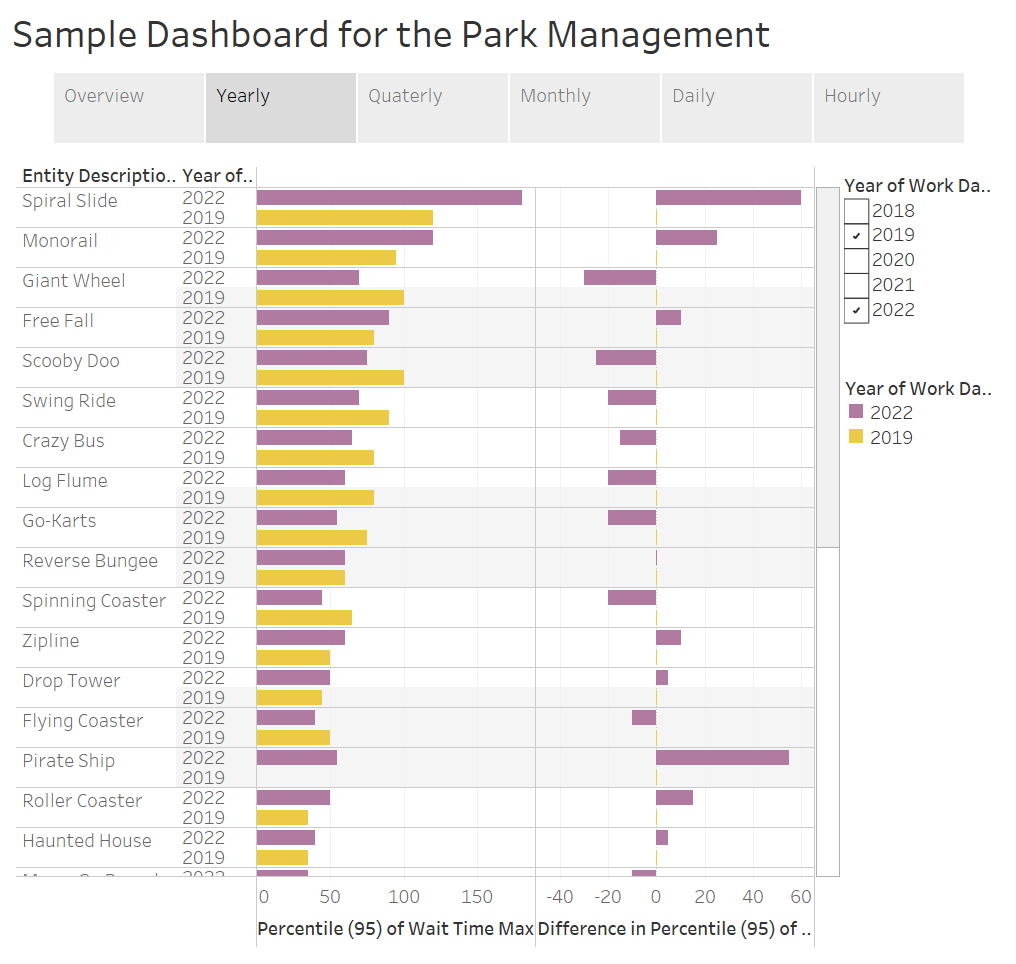 Sample Dashboard for the Park Management
Overview Yearly Quaterly Monthly Daily Hourly
Entity Descriptio.. Year of..
Spiral Slide 2022
2019
Monorail 2022
2019
Giant Wheel 2022
2019
Free Fall 2022
2019
Scooby Doo 2022
2019
Swing Ride 2022
2019
Crazy Bus 2022
2019
Log Flume 2022
2019
Go-Karts 2022
2019
Reverse Bungee 2022
2019
Spinning Coaster 2022
2019
Zipline 2022
2019
Drop Tower 2022
2019
Flying Coaster 2022
2019
Pirate Ship 2022
2019
Roller Coaster 2022
2019
Haunted House 2022
2019
2022
0 50 100 150 -40 -20 0 20 40 60
Percentile (95) of Wait Time Max Difference in Percentile (95) of ..
Year of Work Da..
2018
2019
2020
2021
2022
Year of Work Da..
2022
2019